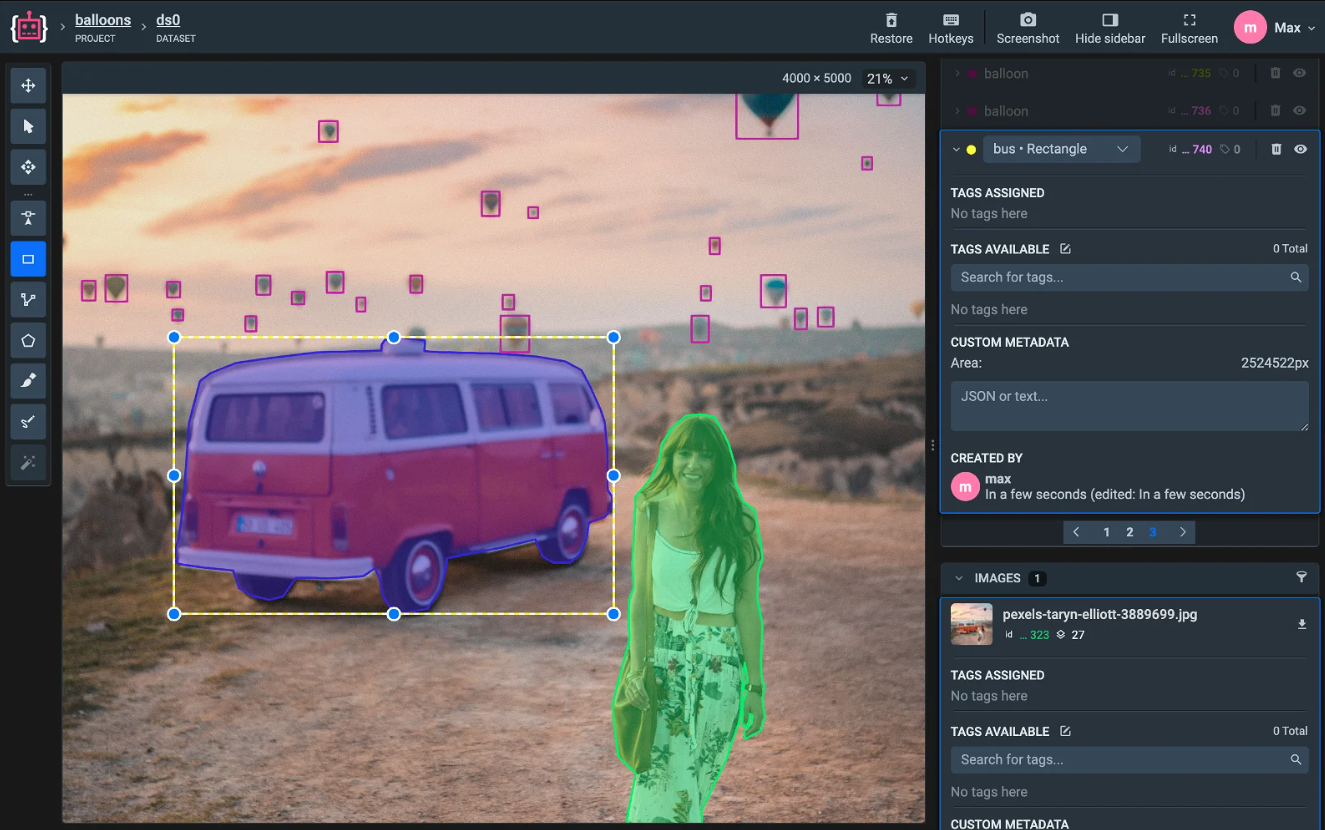 balloons
PROJECT
ds0
DATASET
Restore
Hotkeys
Screenshot
Hide sidebar
Fullscreen
m
Max
4000 × 5000
21%
balloon
id ... 735
0
balloon
id ... 736
0
bus • Rectangle
id ... 740
0
TAGS ASSIGNED
No tags here
TAGS AVAILABLE
0 Total
Search for tags...
No tags here
CUSTOM METADATA
Area:
2524522px
JSON or text...
CREATED BY
m
max
In a few seconds (edited: In a few seconds)
1 2 3
IMAGES 1
pexels-taryn-elliott-3889699.jpg
id ... 323
27
TAGS ASSIGNED
No tags here
TAGS AVAILABLE
0 Total
Search for tags...
No tags here
CUSTOM METADATA